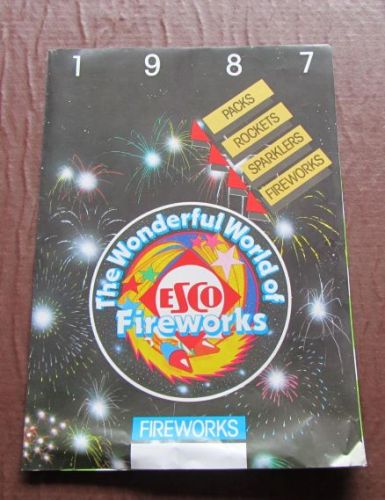 1 9 8 7
PACKS
ROCKETS
SPARKLERS
FIREWORKS
The Wonderful World of
ESCO
Fireworks
FIREWORKS